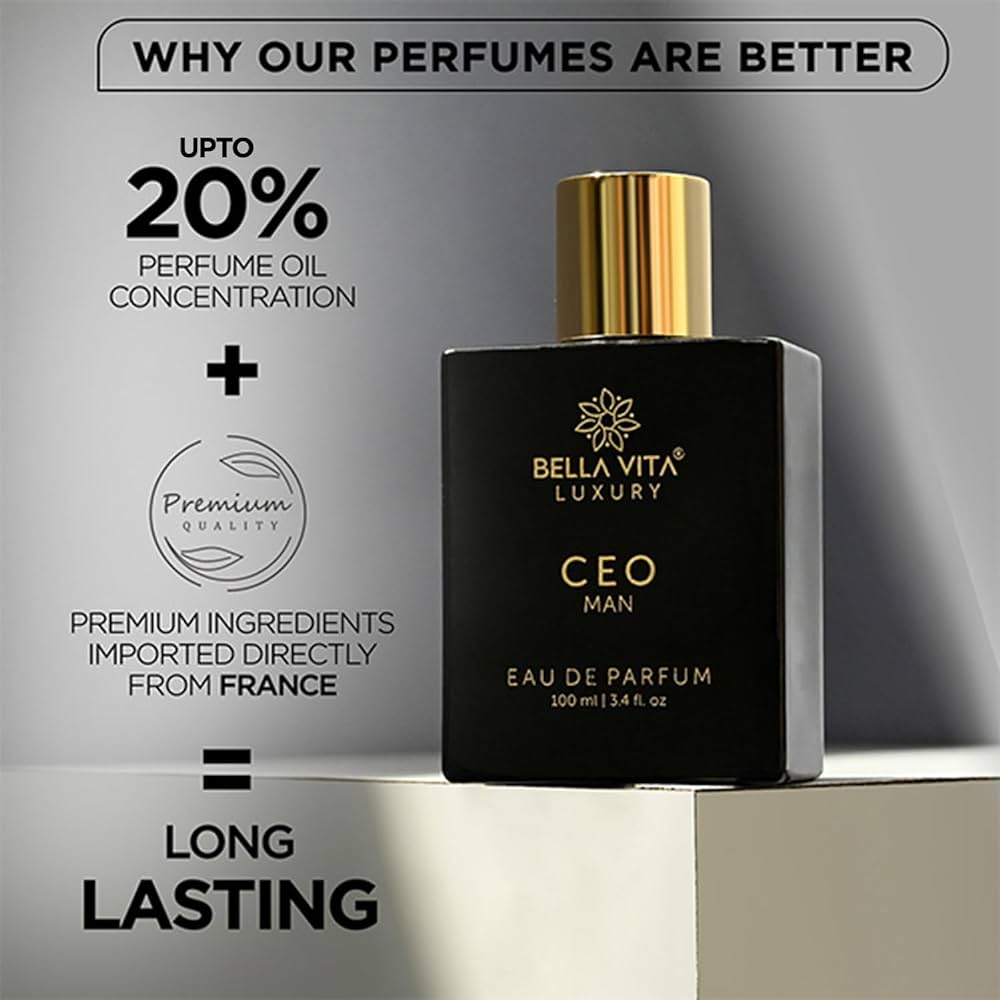 WHY OUR PERFUMES ARE BETTER
UPTO
20%
PERFUME OIL
CONCENTRATION
+
Premium
QUALITY
PREMIUM INGREDIENTS
IMPORTED DIRECTLY
FROM FRANCE
=
LONG
LASTING
BELLA VITA®
LUXURY
CEO
MAN
EAU DE PARFUM
100 ml | 3.4 fl. oz